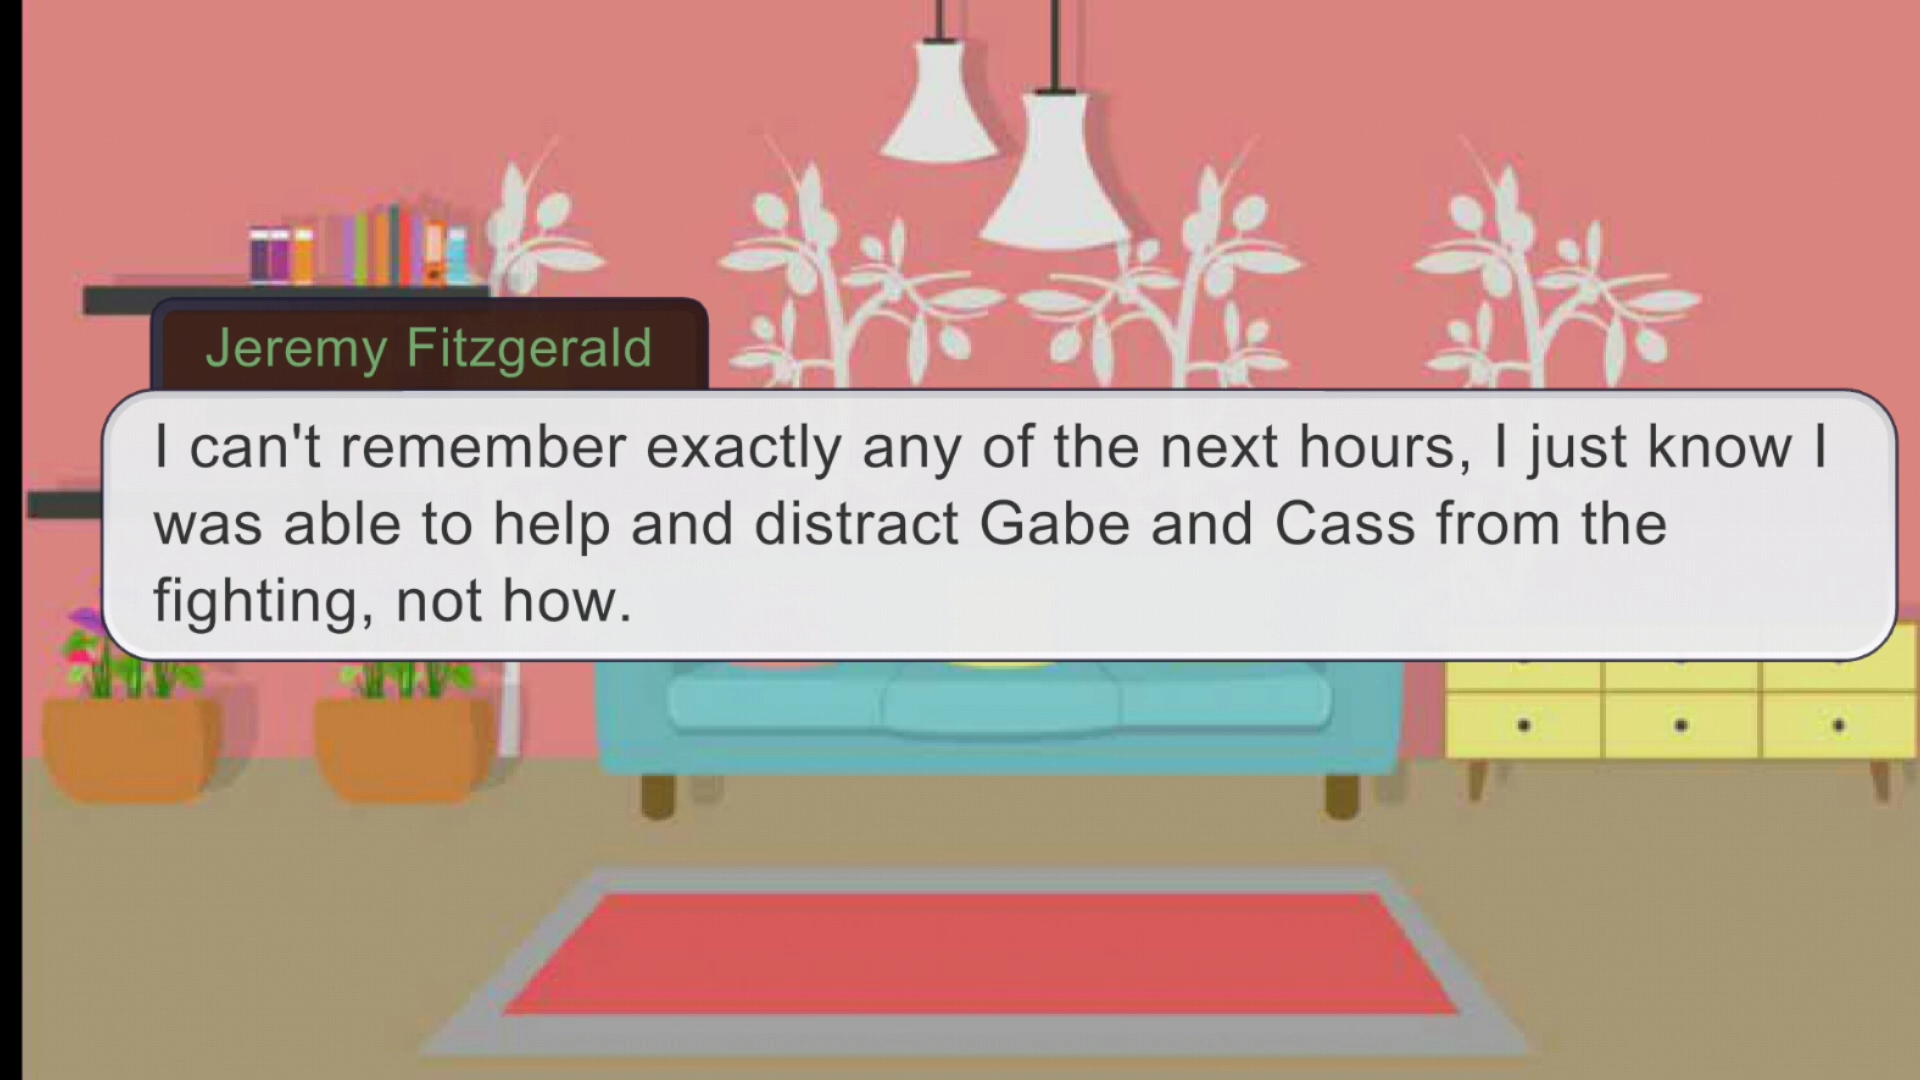 Jeremy Fitzgerald
I can't remember exactly any of the next hours, I just know I
was able to help and distract Gabe and Cass from the
fighting, not how.